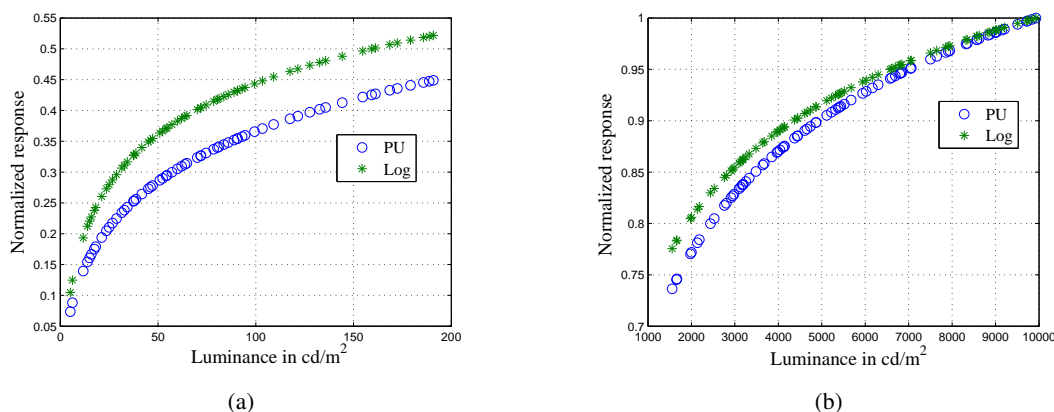 0.55
0.5
0.45
0.4
0.35
0.3
0.25
0.2
0.15
0.1
0.05
0 50 100 150 200
Normalized response
Luminance in cd/m²
PU
Log
(a)
1
0.95
0.9
0.85
0.8
0.75
0.7
1000 2000 3000 4000 5000 6000 7000 8000 9000 10000
Normalized response
Luminance in cd/m²
PU
Log
(b)